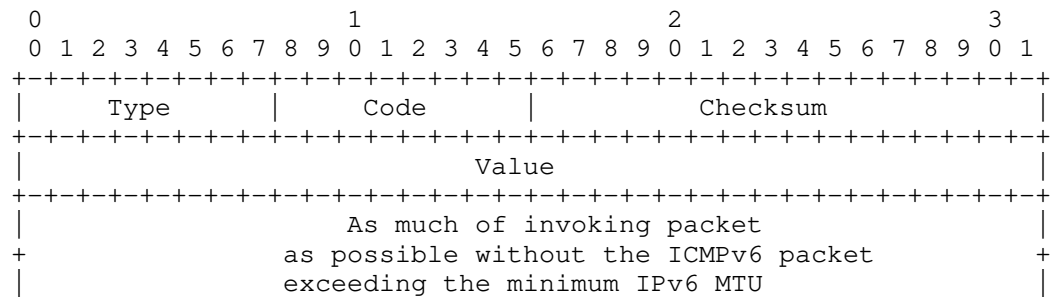 0                   1                   2                   3
 0 1 2 3 4 5 6 7 8 9 0 1 2 3 4 5 6 7 8 9 0 1 2 3 4 5 6 7 8 9 0 1
+-+-+-+-+-+-+-+-+-+-+-+-+-+-+-+-+-+-+-+-+-+-+-+-+-+-+-+-+-+-+-+-+
|     Type      |     Code      |          Checksum             |
+-+-+-+-+-+-+-+-+-+-+-+-+-+-+-+-+-+-+-+-+-+-+-+-+-+-+-+-+-+-+-+-+
|                            Value                              |
+-+-+-+-+-+-+-+-+-+-+-+-+-+-+-+-+-+-+-+-+-+-+-+-+-+-+-+-+-+-+-+-+
|                    As much of invoking packet                 |
+                as possible without the ICMPv6 packet          +
|                exceeding the minimum IPv6 MTU                 |